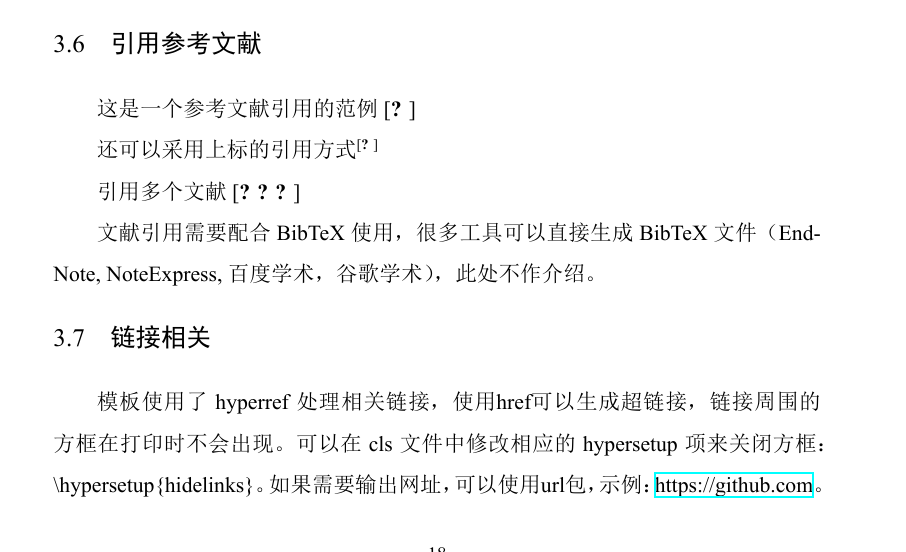 3.6 引用参考文献
这是一个参考文献引用的范例 [? ]
还可以采用上标的引用方式[? ]
引用多个文献 [? ? ? ]
文献引用需要配合 BibTeX 使用，很多工具可以直接生成 BibTeX 文件（End-
Note, NoteExpress, 百度学术，谷歌学术），此处不作介绍。
3.7 链接相关
模板使用了 hyperref 处理相关链接，使用href可以生成超链接，链接周围的
方框在打印时不会出现。可以在 cls 文件中修改相应的 hypersetup 项来关闭方框：
\hypersetup{hidelinks}。如果需要输出网址，可以使用url包，示例：https://github.com。
18